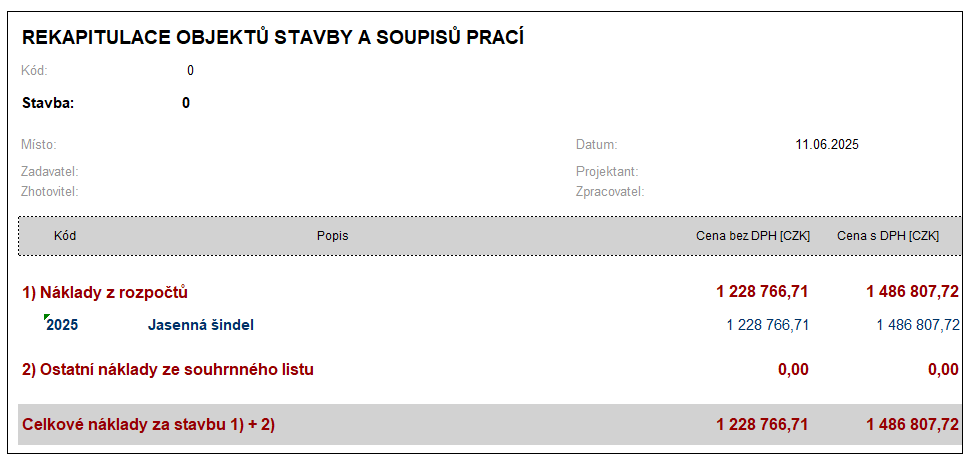 REKAPITULACE OBJEKTŮ STAVBY A SOUPISŮ PRACÍ
Kód: 0
Stavba: 0
Místo: Datum: 11.06.2025
Zadavatel: Projektant:
Zhotovitel: Zpracovatel:
Kód Popis Cena bez DPH [CZK] Cena s DPH [CZK]
1) Náklady z rozpočtů 1 228 766,71 1 486 807,72
2025 Jasenná šindel 1 228 766,71 1 486 807,72
2) Ostatní náklady ze souhrnného listu 0,00 0,00
Celkové náklady za stavbu 1) + 2) 1 228 766,71 1 486 807,72